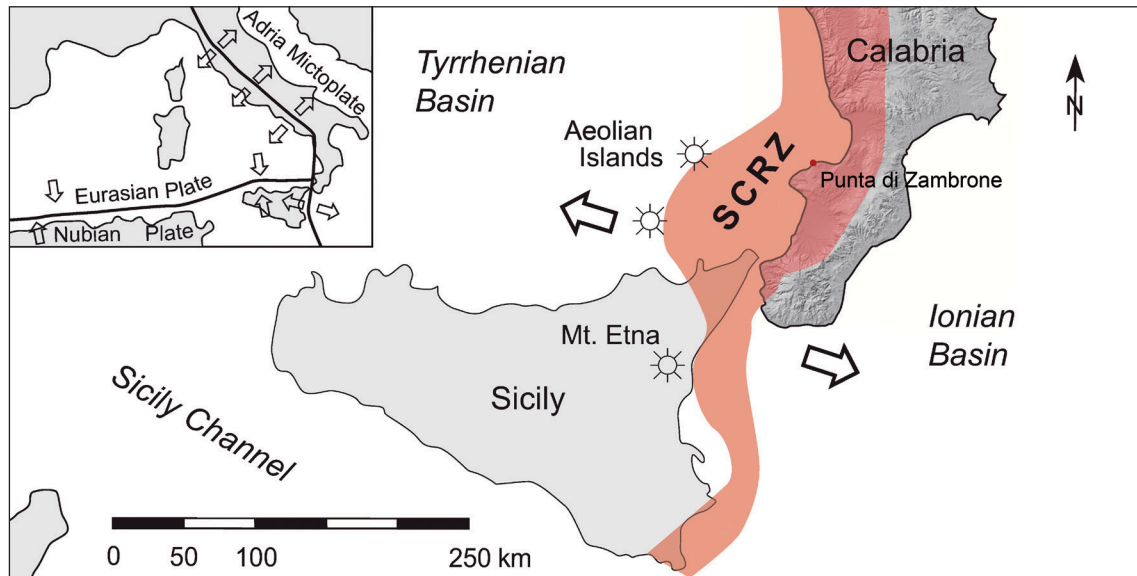 Adria Mictoplate
Eurasian Plate
Nubian Plate
Tyrrhenian
Basin
Calabria
N
Aeolian
Islands
SCRZ
Punta di Zambrone
Mt. Etna
Ionian
Basin
Sicily
Sicily Channel
0 50 100 250 km